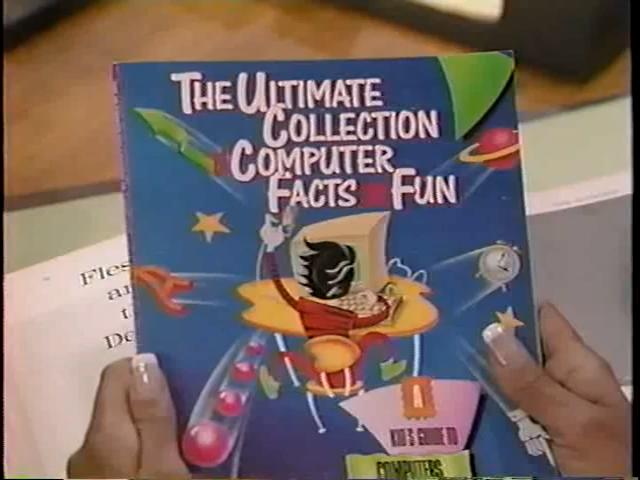 THE ULTIMATE
COLLECTION
COMPUTER
FACTS & FUN
A
KID'S GUIDE TO
COMPUTERS